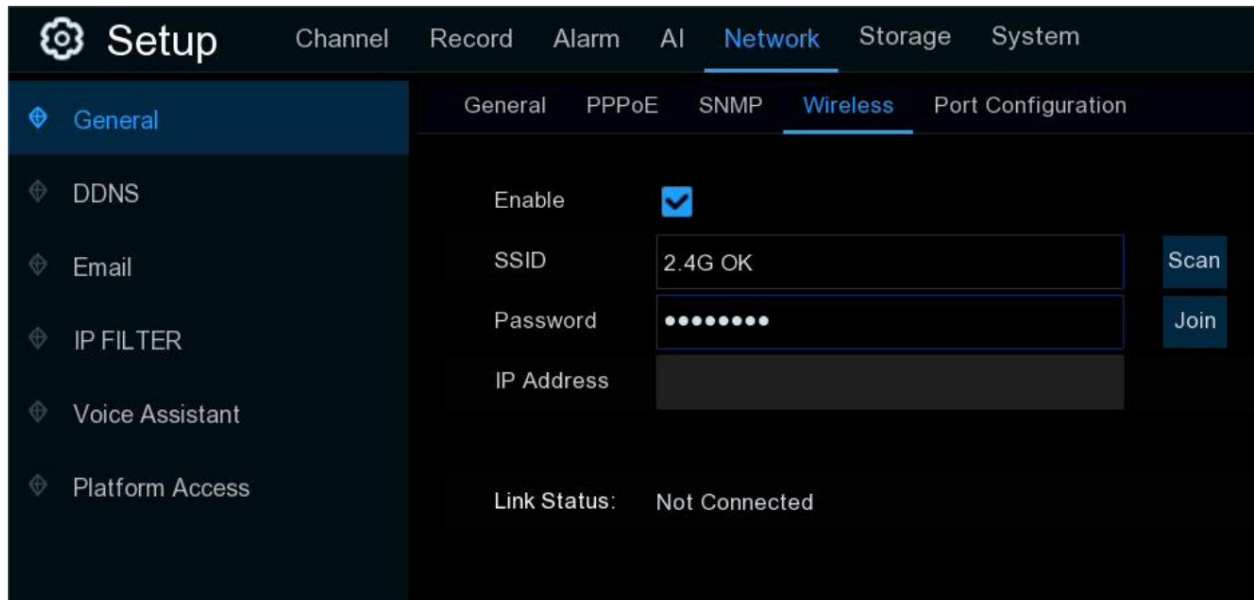 Setup Channel Record Alarm AI Network Storage System
General
DDNS
Email
IP FILTER
Voice Assistant
Platform Access
General PPPoE SNMP Wireless Port Configuration
Enable
SSID 2.4G OK Scan
Password •••••••• Join
IP Address
Link Status: Not Connected